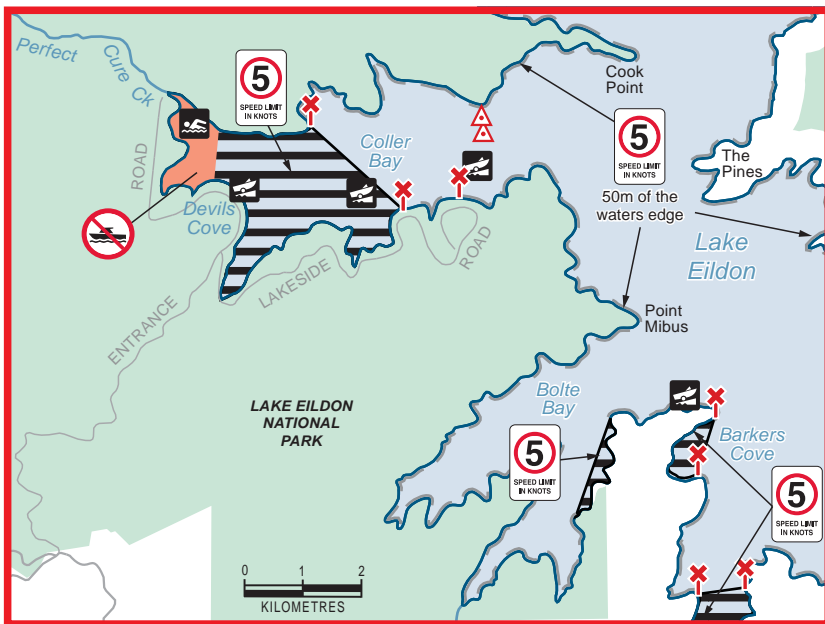 Perfect
Cure Ck
5
SPEED LIMIT
IN KNOTS
Cook
Point
ROAD
Coller
Bay
5
SPEED LIMIT
IN KNOTS
50m of the
waters edge
The
Pines
Devils
Cove
Lake
Eildon
LAKESIDE
ROAD
ENTRANCE
Point
Mibus
LAKE EILDON
NATIONAL
PARK
Bolte
Bay
Barkers
Cove
5
SPEED LIMIT
IN KNOTS
5
SPEED LIMIT
IN KNOTS
0
1
2
KILOMETRES